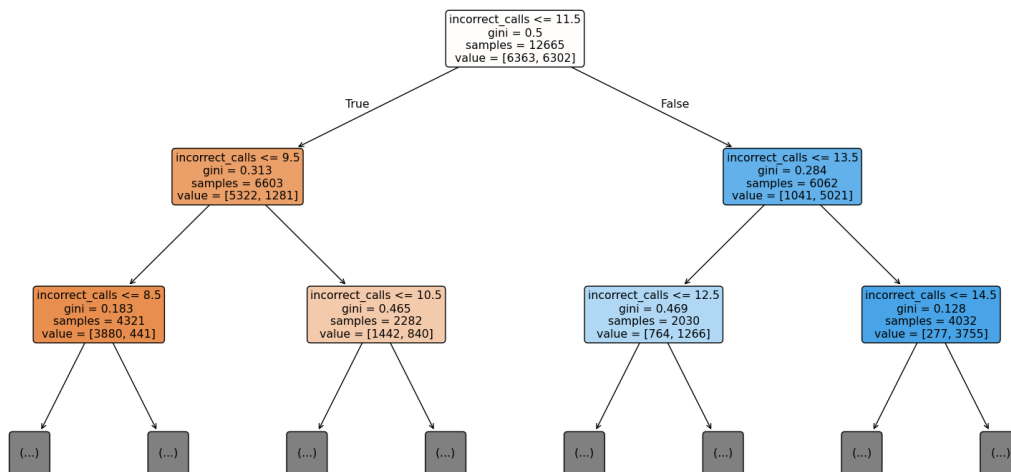 incorrect_calls <= 11.5
gini = 0.5
samples = 12665
value = [6363, 6302]
True
False
incorrect_calls <= 9.5
gini = 0.313
samples = 6603
value = [5322, 1281]
incorrect_calls <= 13.5
gini = 0.284
samples = 6062
value = [1041, 5021]
incorrect_calls <= 8.5
gini = 0.183
samples = 4321
value = [3880, 441]
incorrect_calls <= 10.5
gini = 0.465
samples = 2282
value = [1442, 840]
incorrect_calls <= 12.5
gini = 0.469
samples = 2030
value = [764, 1266]
incorrect_calls <= 14.5
gini = 0.128
samples = 4032
value = [277, 3755]
(...)
(...)
(...)
(...)
(...)
(...)
(...)
(...)